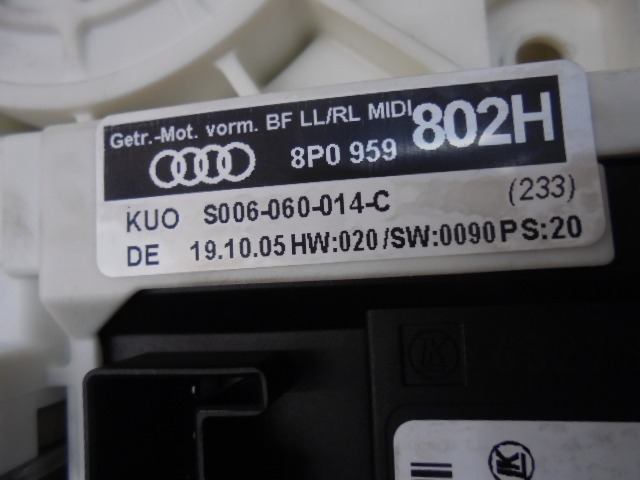 Getr.-Mot. vorm. BF LL/RL MIDI
8P0 959 802H
KUO S006-060-014-C (233)
DE 19.10.05 HW:020/SW:0090 PS:20